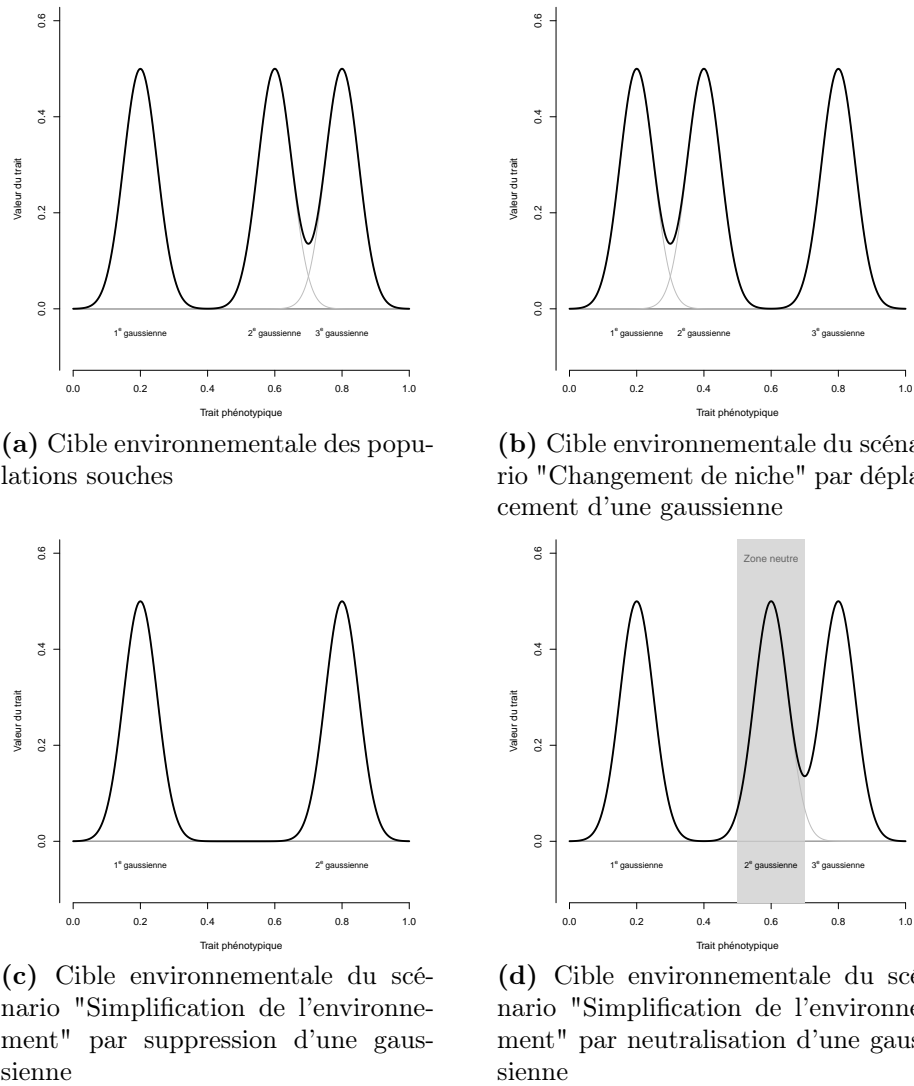 0.6
0.4
0.2
0.0
Valeur du trait
1e gaussienne 2e gaussienne 3e gaussienne
0.0 0.2 0.4 0.6 0.8 1.0
Trait phénotypique
(a) Cible environnementale des popu-
lations souches
0.6
0.4
0.2
0.0
Valeur du trait
1e gaussienne 2e gaussienne 3e gaussienne
0.0 0.2 0.4 0.6 0.8 1.0
Trait phénotypique
(b) Cible environnementale du scéna
rio "Changement de niche" par dépla
cement d'une gaussienne
0.6
0.4
0.2
0.0
Valeur du trait
1e gaussienne 2e gaussienne
0.0 0.2 0.4 0.6 0.8 1.0
Trait phénotypique
(c) Cible environnementale du scé-
nario "Simplification de l'environne-
ment" par suppression d'une gaus-
sienne
Zone neutre
0.6
0.4
0.2
0.0
Valeur du trait
1e gaussienne 2e gaussienne 3e gaussienne
0.0 0.2 0.4 0.6 0.8 1.0
Trait phénotypique
(d) Cible environnementale du scé
nario "Simplification de l'environne
ment" par neutralisation d'une gaus
sienne